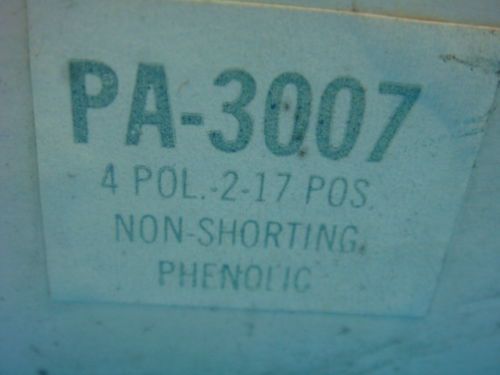 PA-3007
4 POL.-2-17 POS.
NON-SHORTING,
PHENOLIC